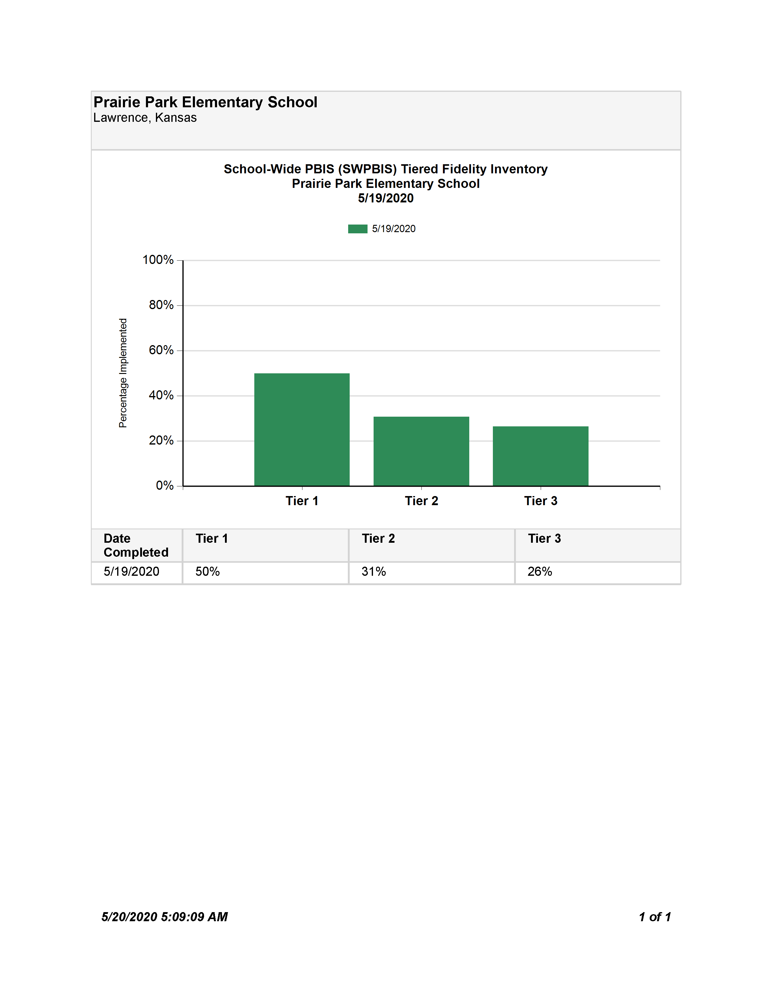 Prairie Park Elementary School
Lawrence, Kansas
School-Wide PBIS (SWPBIS) Tiered Fidelity Inventory
Prairie Park Elementary School
5/19/2020
5/19/2020
100%
80%
60%
40%
20%
0%
Percentage Implemented
Tier 1 Tier 2 Tier 3
Date Completed Tier 1 Tier 2 Tier 3
5/19/2020 50% 31% 26%
5/20/2020 5:09:09 AM 1 of 1